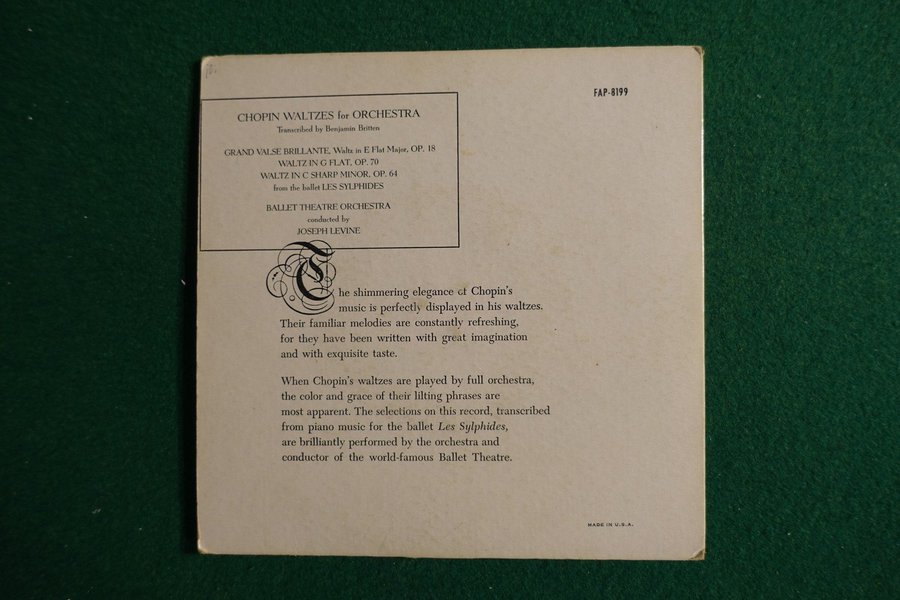 FAP-8199
CHOPIN WALTZES for ORCHESTRA
Transcribed by Benjamin Britten
GRAND VALSE BRILLANTE, Waltz in E Flat Major, OP. 18
WALTZ IN G FLAT, OP. 70
WALTZ IN C SHARP MINOR, OP. 64
from the ballet LES SYLPHIDES
BALLET THEATRE ORCHESTRA
conducted by
JOSEPH LEVINE
The shimmering elegance of Chopin's
music is perfectly displayed in his waltzes.
Their familiar melodies are constantly refreshing,
for they have been written with great imagination
and with exquisite taste.
When Chopin's waltzes are played by full orchestra,
the color and grace of their lilting phrases are
most apparent. The selections on this record, transcribed
from piano music for the ballet Les Sylphides,
are brilliantly performed by the orchestra and
conductor of the world-famous Ballet Theatre.
MADE IN U.S.A.